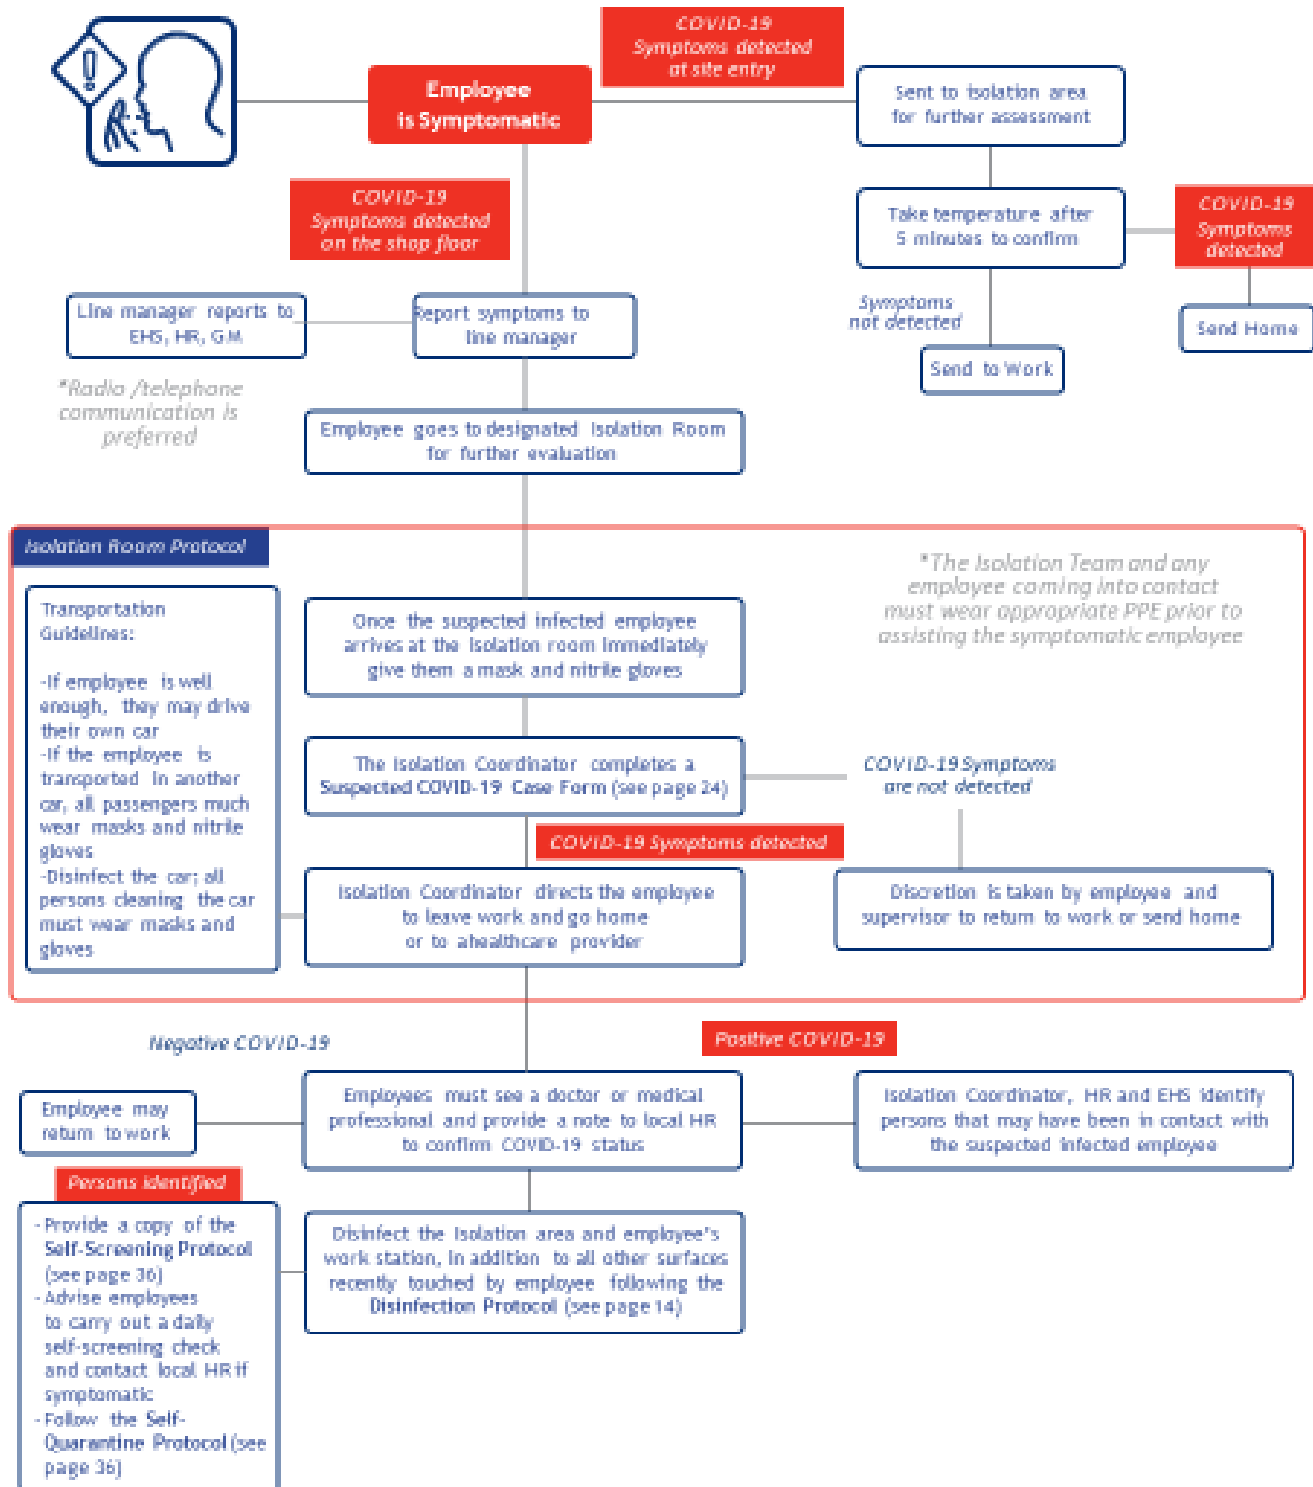 COVID-19
Symptoms detected
at site entry
Employee
is Symptomatic
Sent to isolation area
for further assessment
COVID-19
Symptoms detected
on the shop floor
Take temperature after
5 minutes to confirm
COVID-19
Symptoms
detected
Line manager reports to
EHS, HR, GM
Report symptoms to
line manager
Symptoms
not detected
Send Home
Send to Work
*Radio /telephone
communication is
preferred
Employee goes to designated Isolation Room
for further evaluation
Isolation Room Protocol
*The Isolation Team and any
employee coming into contact
must wear appropriate PPE prior to
assisting the symptomatic employee
Transportation
Guidelines:
-If employee is well
enough, they may drive
their own car
-If the employee is
transported in another
car, all passengers much
wear masks and nitrile
gloves
-Disinfect the car; all
persons cleaning the car
must wear masks and
gloves
Once the suspected infected employee
arrives at the isolation room immediately
give them a mask and nitrile gloves
The Isolation Coordinator completes a
Suspected COVID-19 Case Form (see page 24)
COVID-19 Symptoms
are not detected
COVID-19 Symptoms detected
Isolation Coordinator directs the employee
to leave work and go home
or to ahealthcare provider
Discretion is taken by employee and
supervisor to return to work or send home
Negative COVID-19
Positive COVID-19
Employee may
return to work
Employees must see a doctor or medical
professional and provide a note to local HR
to confirm COVID-19 status
Isolation Coordinator, HR and EHS identify
persons that may have been in contact with
the suspected infected employee
Persons identified
- Provide a copy of the
Self-Screening Protocol
(see page 36)
- Advise employees
to carry out a daily
self-screening check
and contact local HR if
symptomatic
- Follow the Self-
Quarantine Protocol (see
page 36)
Disinfect the Isolation area and employee's
work station, in addition to all other surfaces
recently touched by employee following the
Disinfection Protocol (see page 14)